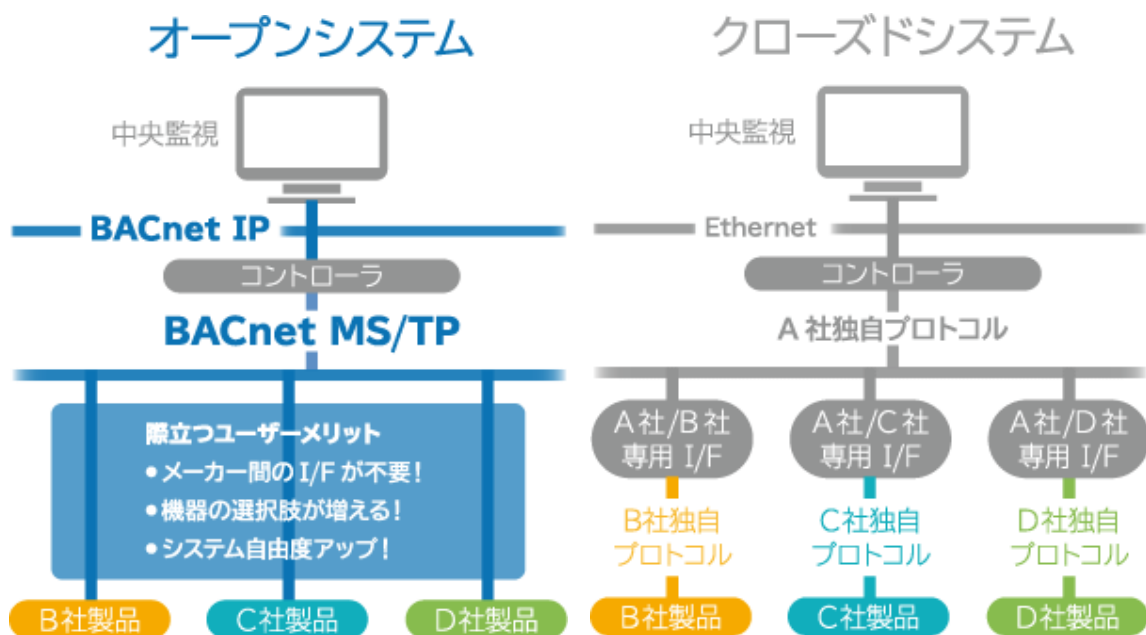 オープンシステム
中央監視
BACnet IP
コントローラ
BACnet MS/TP
際立つユーザーメリット
●メーカー間の I/F が不要!
●機器の選択肢が増える!
●システム自由度アップ!
B社製品
C社製品
D社製品
クローズドシステム
中央監視
Ethernet
コントローラ
A社独自プロトコル
A社/B社
専用 I/F
A社/C社
専用 I/F
A社/D社
専用 I/F
B社独自
プロトコル
C社独自
プロトコル
D社独自
プロトコル
B社製品
C社製品
D社製品